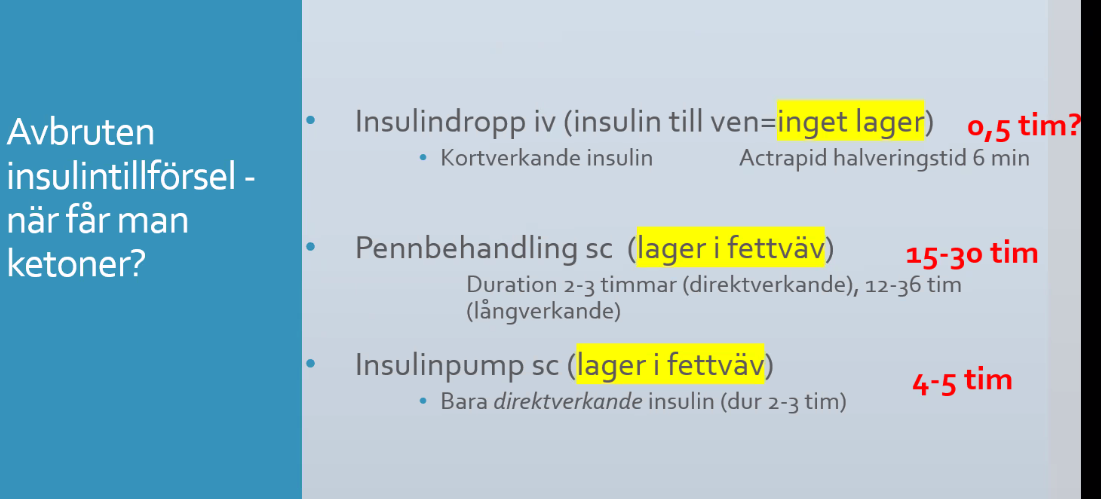 Avbruten
insulintillförsel -
när får man
ketoner?
Insulindropp iv (insulin till ven=inget lager) 0,5 tim?
Kortverkande insulin Actrapid halveringstid 6 min
Pennbehandling sc (lager i fettväv) 15-30 tim
Duration 2-3 timmar (direktverkande), 12-36 tim
(långverkande)
Insulinpump sc (lager i fettväv) 4-5 tim
Bara direktverkande insulin (dur 2-3 tim)